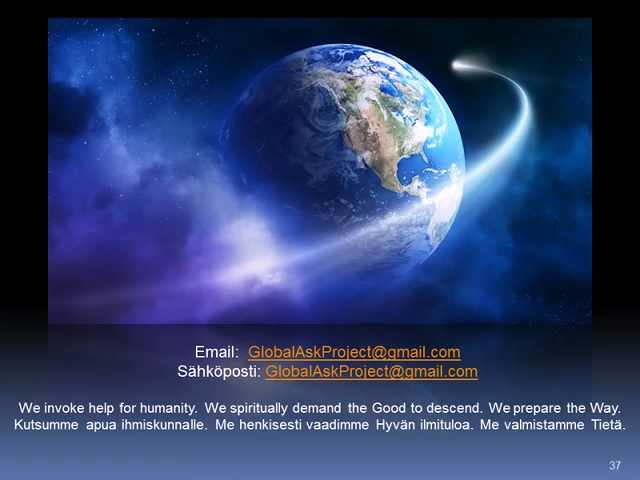 Email: GlobalAskProject@gmail.com
Sähköposti: GlobalAskProject@gmail.com
We invoke help for humanity. We spiritually demand the Good to descend. We prepare the Way.
Kutsumme apua ihmiskunnalle. Me henkisesti vaadimme Hyvän ilmituloa. Me valmistamme Tietä.
37